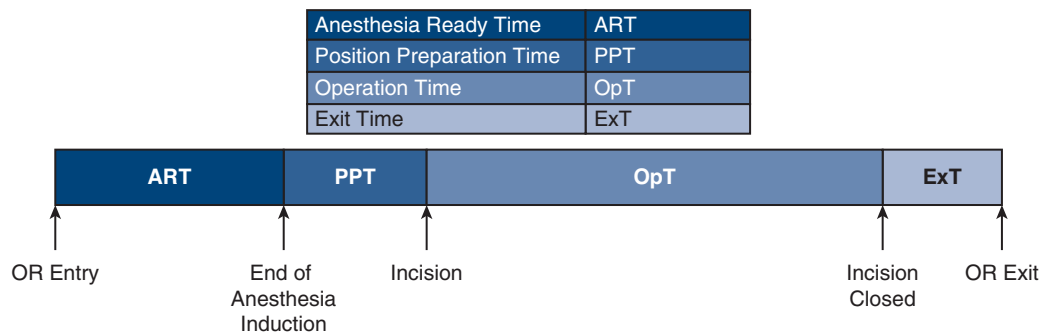 Anesthesia Ready Time ART
Position Preparation Time PPT
Operation Time OpT
Exit Time ExT
ART PPT OpT ExT
OR Entry
End of
Anesthesia
Induction
Incision
Incision
Closed
OR Exit